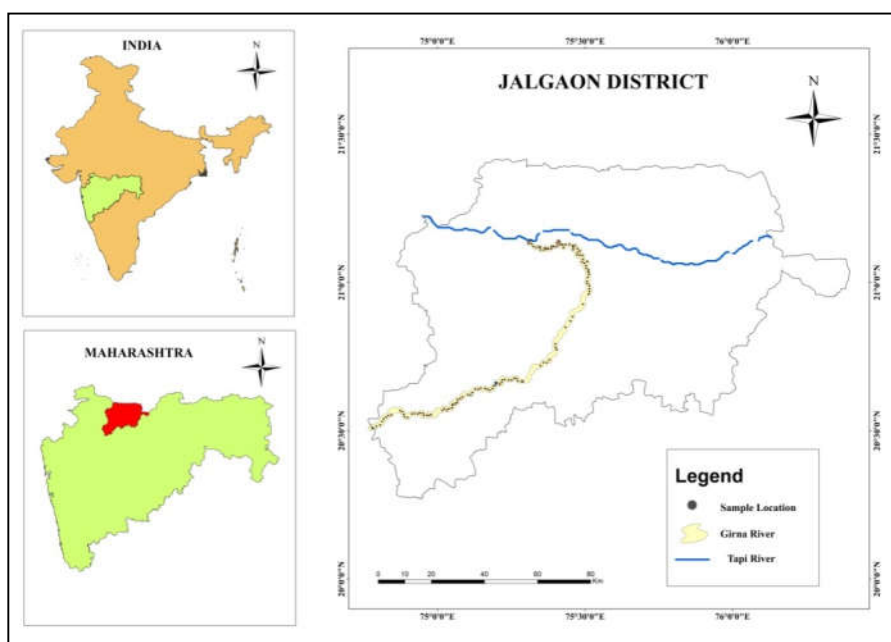 INDIA
N
MAHARASHTRA
N
75°0'0"E 75°30'0"E 76°0'0"E
JALGAON DISTRICT
N
21°30'0"N
21°30'0"N
21°0'0"N
21°0'0"N
20°30'0"N
20°30'0"N
20°0'0"N
20°0'0"N
Legend
Sample Location
Girna River
Tapi River
0 10 20 40 60 80
Km
75°0'0"E 75°30'0"E 76°0'0"E